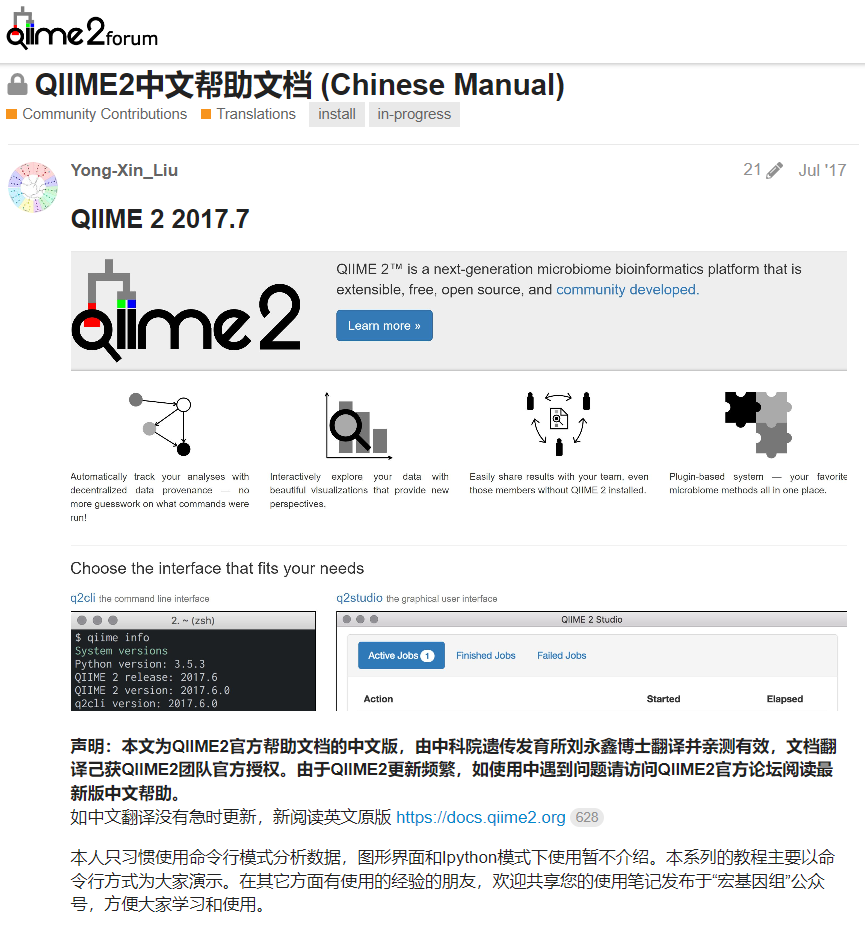 qiime2forum
QIIME2中文帮助文档 (Chinese Manual)
Community Contributions Translations install in-progress
Yong-Xin_Liu 21 Jul '17
QIIME 2 2017.7
qiime2
QIIME 2™ is a next-generation microbiome bioinformatics platform that is
extensible, free, open source, and community developed.
Learn more »
Automatically track your analyses with
decentralized data provenance — no
more guesswork on what commands were
run!
Interactively explore your data with
beautiful visualizations that provide new
perspectives.
Easily share results with your team, even
those members without QIIME 2 installed.
Plugin-based system — your favorite
microbiome methods all in one place.
Choose the interface that fits your needs
q2cli the command line interface
2. ~ (zsh)
$ qiime info
System versions
Python version: 3.5.3
QIIME 2 release: 2017.6
QIIME 2 version: 2017.6.0
q2cli version: 2017.6.0
q2studio the graphical user interface
QIIME 2 Studio
Active Jobs 1 Finished Jobs Failed Jobs
Action Started Elapsed
声明：本文为QIIME2官方帮助文档的中文版，由中科院遗传发育所刘永鑫博士翻译并亲测有效，文档翻
译己获QIIME2团队官方授权。由于QIIME2更新频繁，如使用中遇到问题请访问QIIME2官方论坛阅读最
新版中文帮助。
如中文翻译没有急时更新，新阅读英文原版 https://docs.qiime2.org 628
本人只习惯使用命令行模式分析数据，图形界面和Ipython模式下使用暂不介绍。本系列的教程主要以命
令行方式为大家演示。在其它方面有使用的经验的朋友，欢迎共享您的使用笔记发布于“宏基因组”公众
号，方便大家学习和使用。